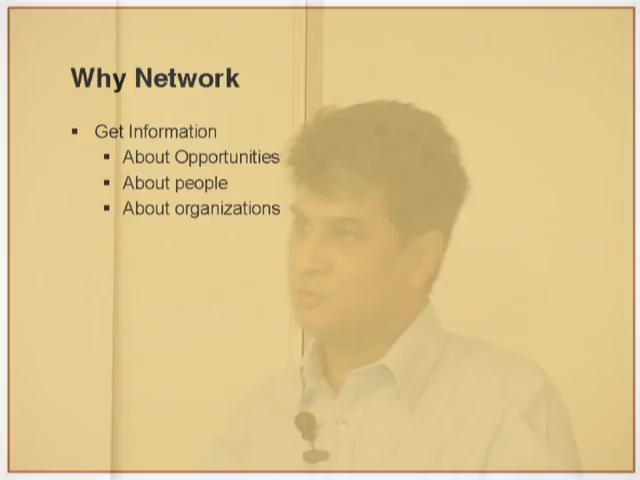 Why Network
▪ Get Information
▪ About Opportunities
▪ About people
▪ About organizations